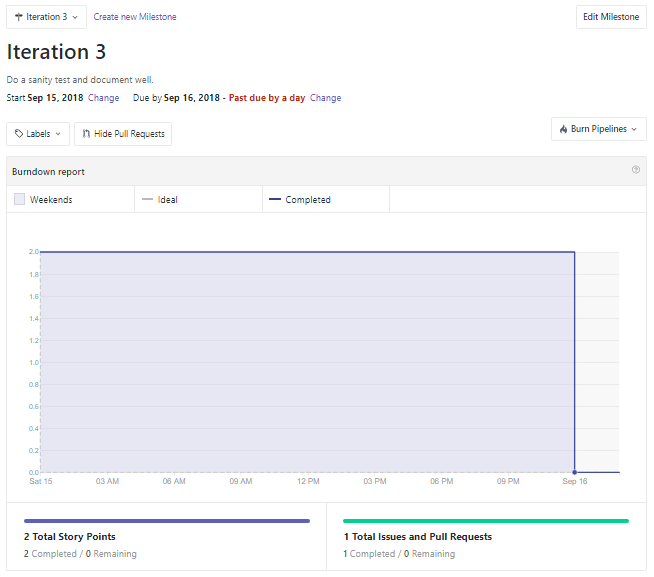 Iteration 3 Create new Milestone Edit Milestone
Iteration 3
Do a sanity test and document well.
Start Sep 15, 2018 Change Due by Sep 16, 2018 - Past due by a day Change
Labels Hide Pull Requests Burn Pipelines
Burndown report
Weekends Ideal Completed
2.0
1.8
1.6
1.4
1.2
1.0
0.8
0.6
0.4
0.2
0.0
Sat 15 03 AM 06 AM 09 AM 12 PM 03 PM 06 PM 09 PM Sep 16
2 Total Story Points 1 Total Issues and Pull Requests
2 Completed / 0 Remaining 1 Completed / 0 Remaining